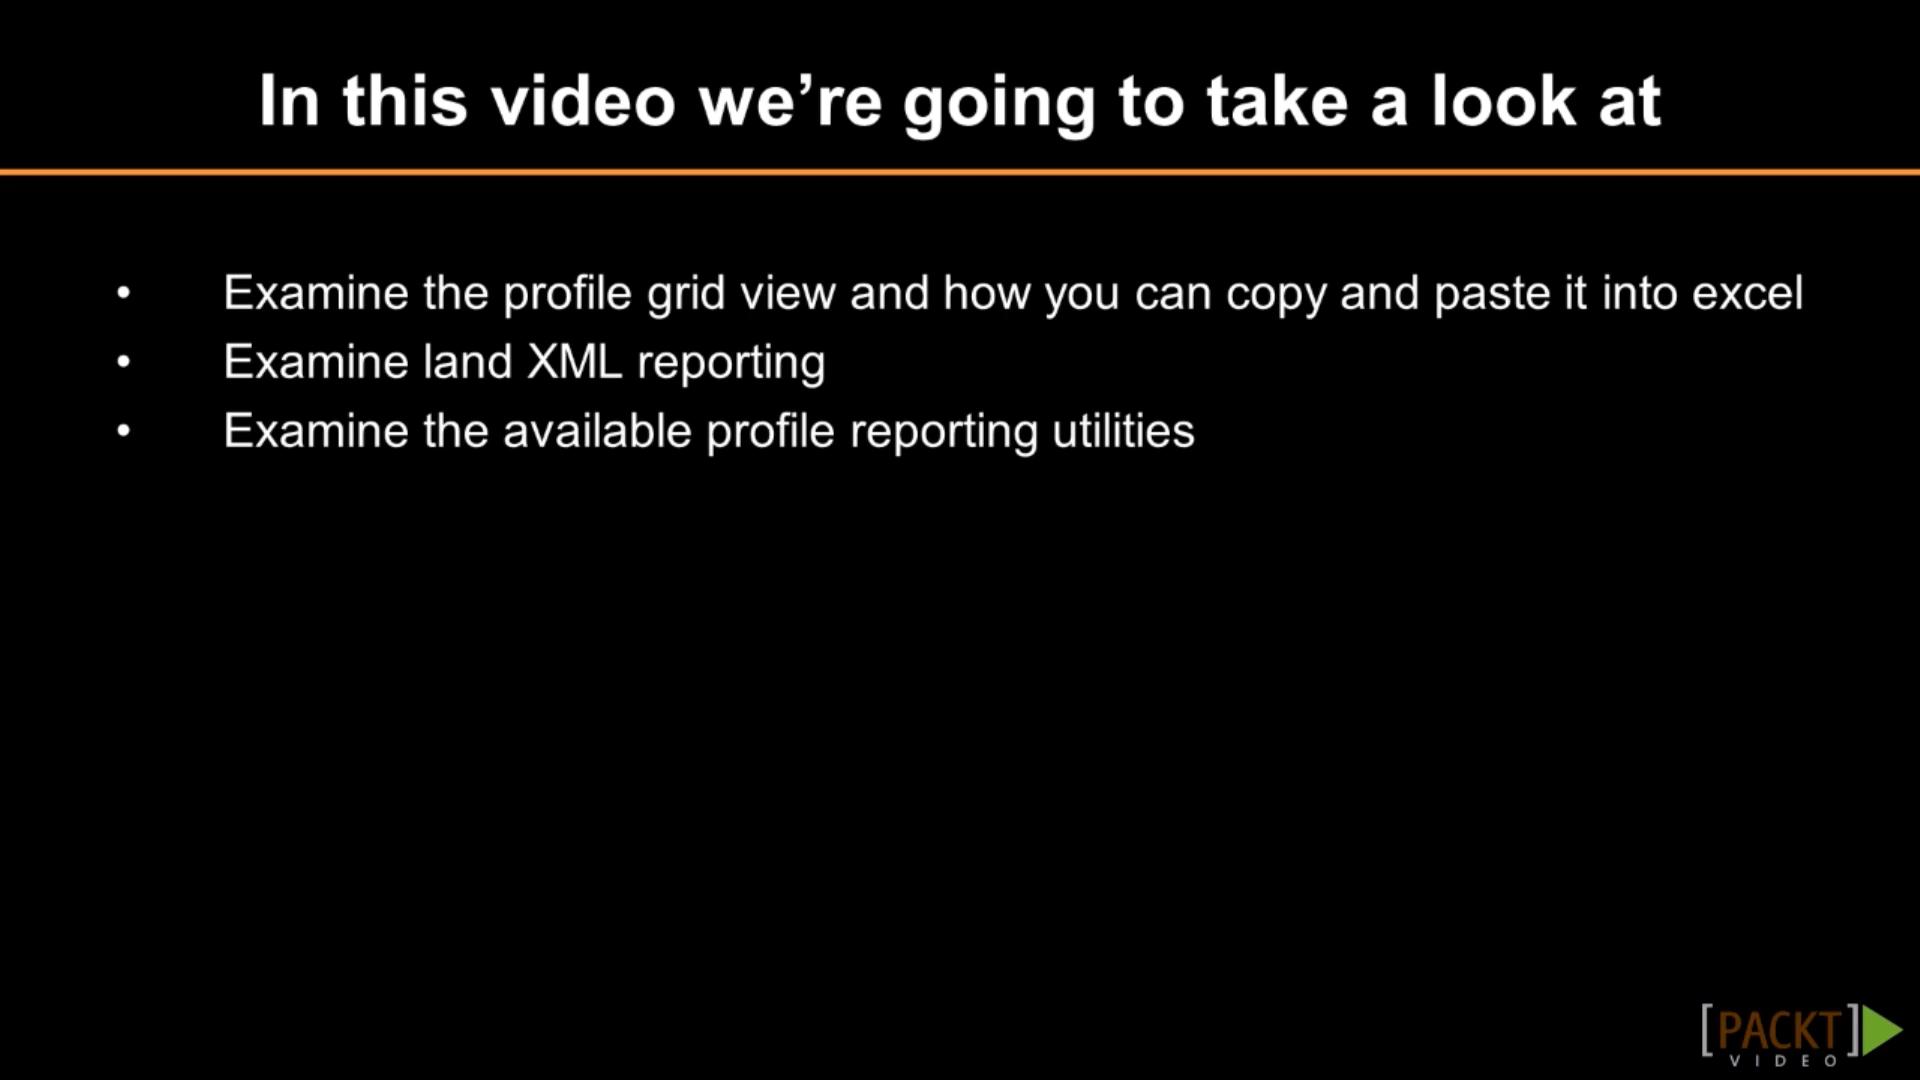 In this video we’re going to take a look at
• Examine the profile grid view and how you can copy and paste it into excel
• Examine land XML reporting
• Examine the available profile reporting utilities
[PACKT]
VIDEO